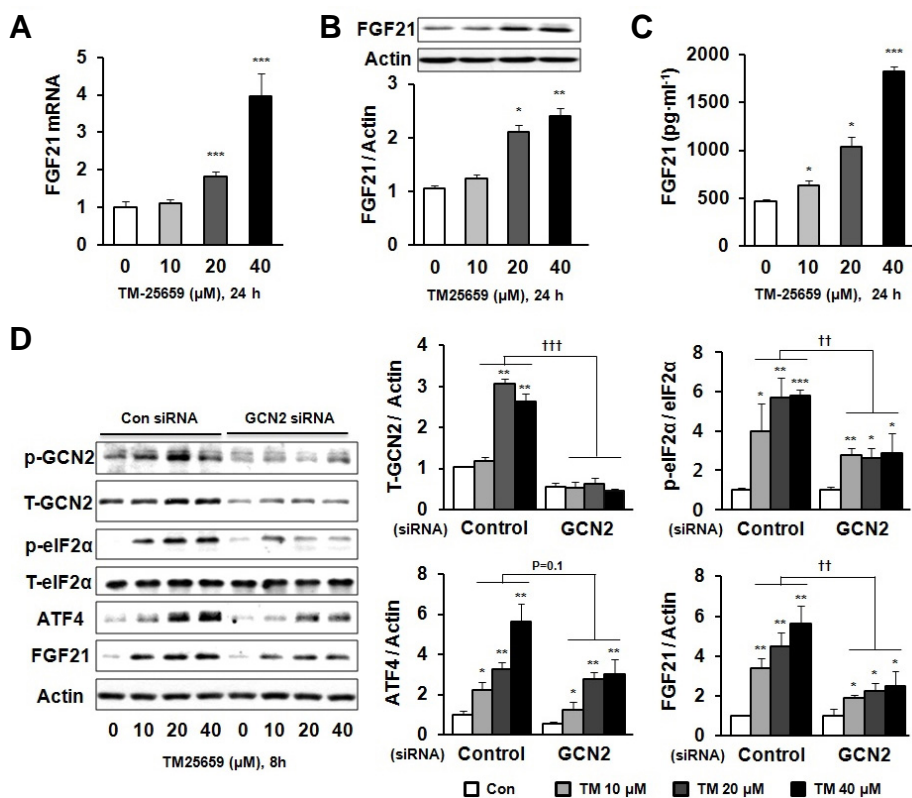 A
FGF21 mRNA
5
4
3
2
1
0
***
***
0 10 20 40
TM-25659 (μM), 24 h
B
FGF21
Actin
FGF21/Actin
3
2
1
0
*
**
0 10 20 40
TM25659 (μM), 24 h
C
FGF21 (pg·ml⁻¹)
2000
1500
1000
500
0
*
*
***
0 10 20 40
TM-25659 (μM), 24 h
D
Con siRNA GCN2 siRNA
p-GCN2
T-GCN2
p-eIF2α
T-eIF2α
ATF4
FGF21
Actin
0 10 20 40 0 10 20 40
TM25659 (μM), 8h
T-GCN2/ Actin
4
3
2
1
0
†††
**
**
(siRNA) Control GCN2
p-eIF2α/ eIF2α
8
6
4
2
0
††
* ** ***
** * *
(siRNA) Control GCN2
ATF4/Actin
8
6
4
2
0
P=0.1
* ** **
* ** **
(siRNA) Control GCN2
FGF21/Actin
8
6
4
2
0
††
** ** **
* * *
(siRNA) Control GCN2
Con TM 10 μM TM 20 μM TM 40 μM